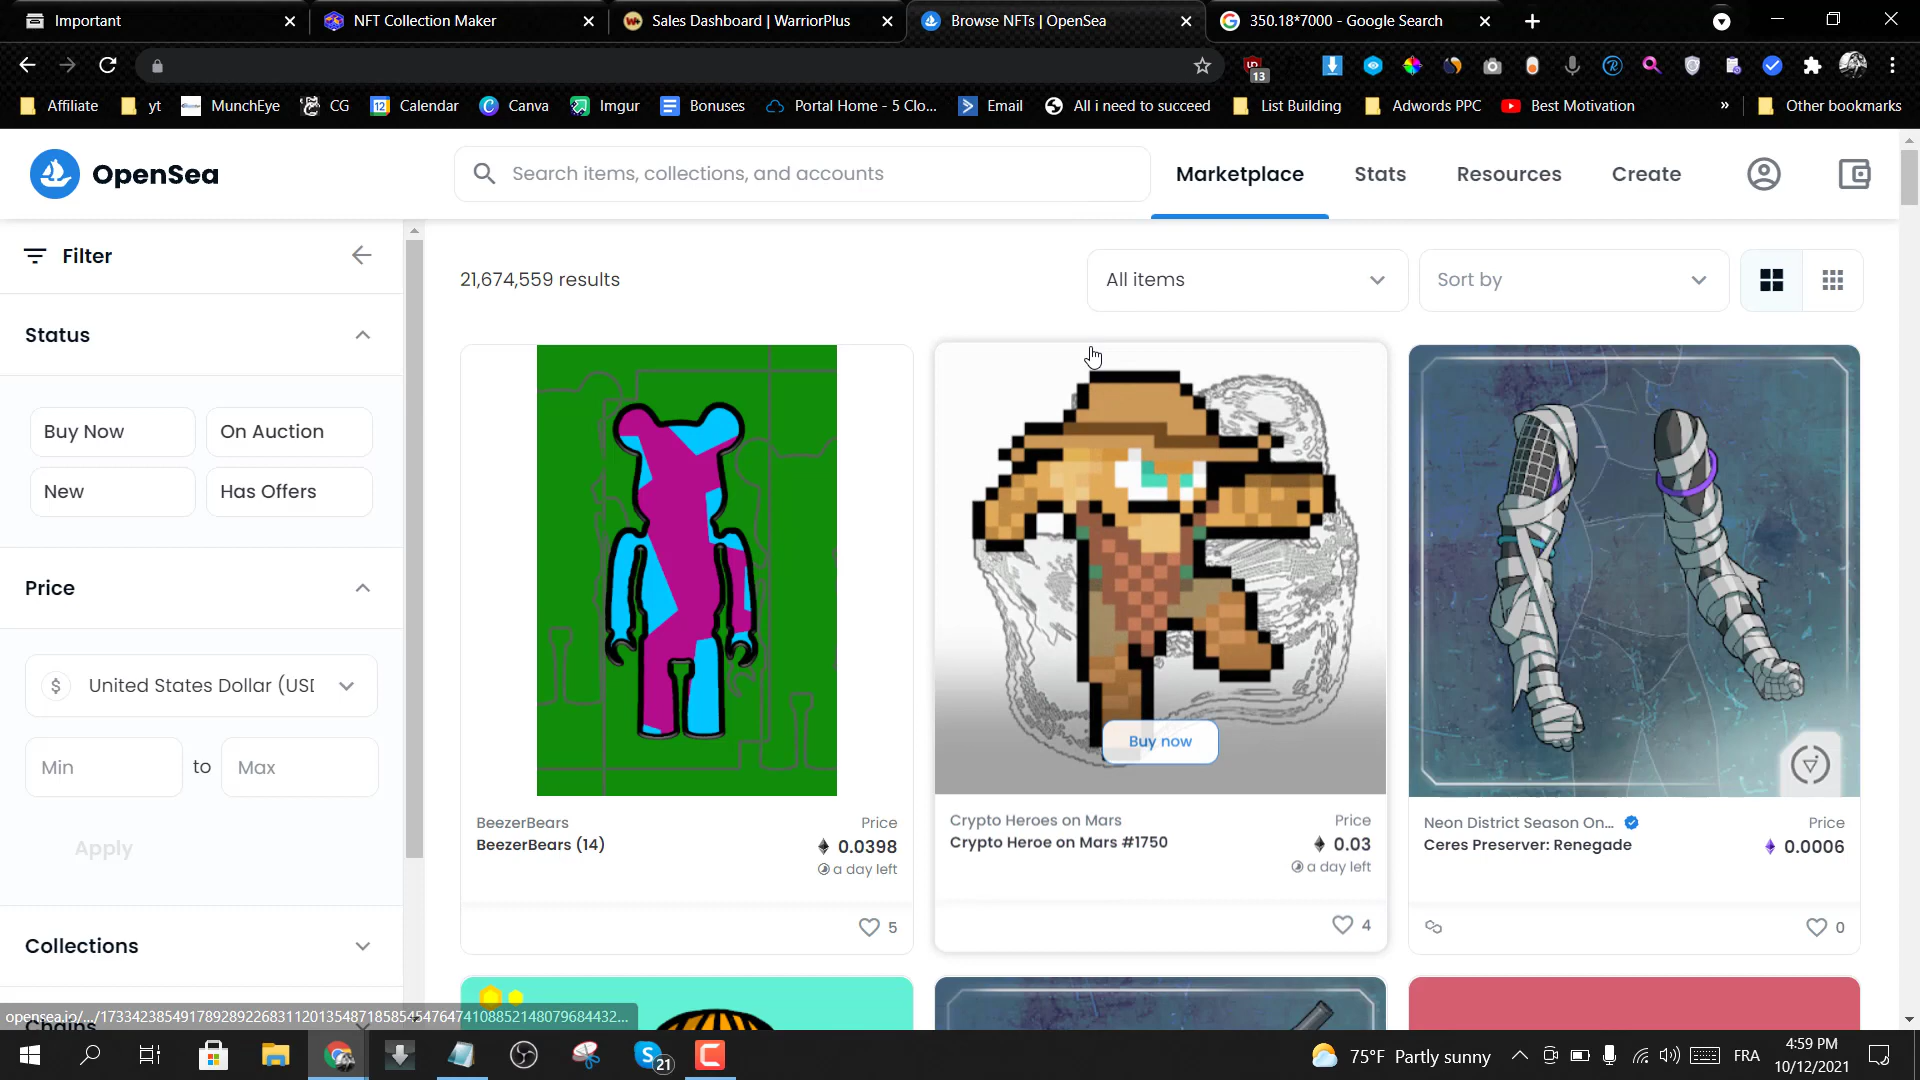 Important
NFT Collection Maker
Sales Dashboard | WarriorPlus
Browse NFTs | OpenSea
350.18*7000 - Google Search
13
Affiliate
yt
MunchEye
CG
Calendar
Canva
Imgur
Bonuses
Portal Home - 5 Clo...
Email
All i need to succeed
List Building
Adwords PPC
Best Motivation
»
Other bookmarks
OpenSea
Search items, collections, and accounts
Marketplace
Stats
Resources
Create
Filter
21,674,559 results
All items
Sort by
Status
Buy Now
On Auction
New
Has Offers
Price
$ United States Dollar (USD
Min
to
Max
Apply
Collections
Chains
Buy now
BeezerBears
Price
BeezerBears (14)
0.0398
a day left
5
Crypto Heroes on Mars
Price
Crypto Heroe on Mars #1750
0.03
a day left
4
Neon District Season On...
Price
Ceres Preserver: Renegade
0.0006
0
21
75°F Partly sunny
FRA
4:59 PM
10/12/2021